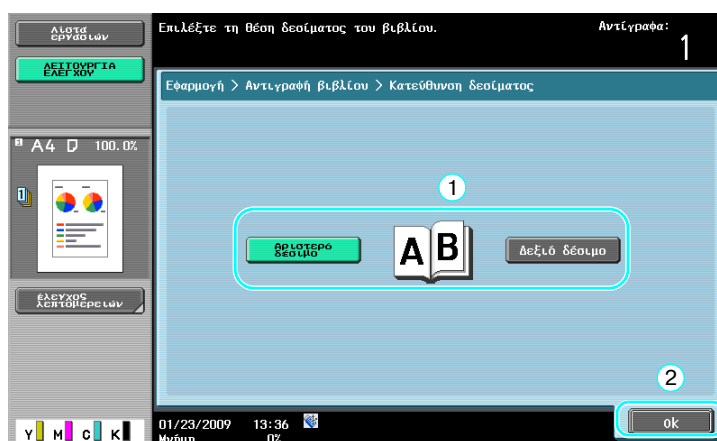 Λίστα
εργασιών
Επιλέξτε τη θέση δεσίματος του βιβλίου.
Αντίγραφα:
1
ΛΕΙΤΟΥΡΓΙΑ
ΕΛΕΓΧΟΥ
Εφαρμογή > Αντιγραφή βιβλίου > Κατεύθυνση δεσίματος
A4 100.0%
1
1
Αριστερό
δέσιμο
A B
Δεξιό δέσιμο
έλεγχος
λεπτομερειών
2
ok
01/23/2009 13:36
Μνήμη 0%
Y M C K